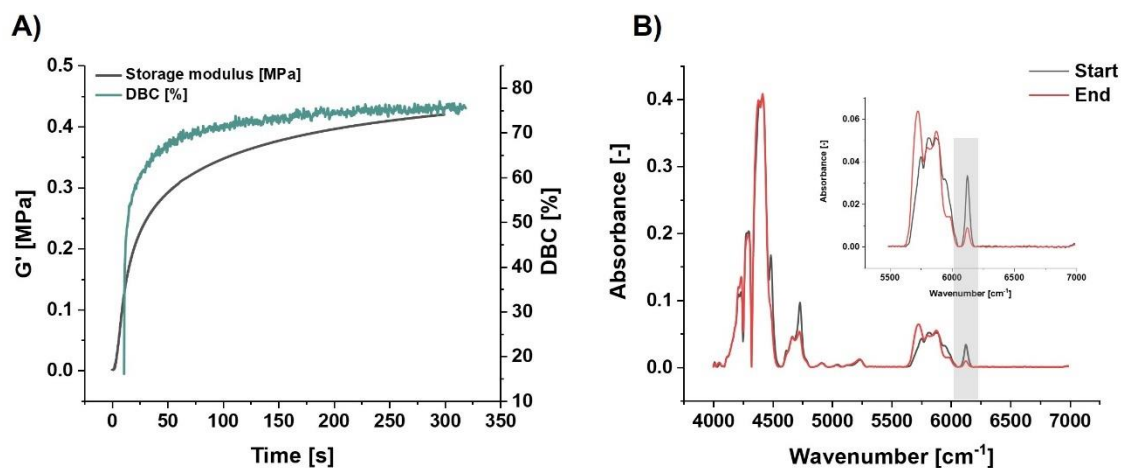 A)
Storage modulus [MPa]
DBC [%]
0.5
0.4
0.3
0.2
0.1
0.0
G' [MPa]
80
70
60
50
40
30
20
10
DBC [%]
0 50 100 150 200 250 300 350
Time [s]
B)
Start
End
0.4
0.3
0.2
0.1
0.0
Absorbance [-]
4000 4500 5000 5500 6000 6500 7000
Wavenumber [cm⁻¹]
0.06
0.04
0.02
0.00
Absorbance [-]
5500 6000 6500 7000
Wavenumber [cm⁻¹]